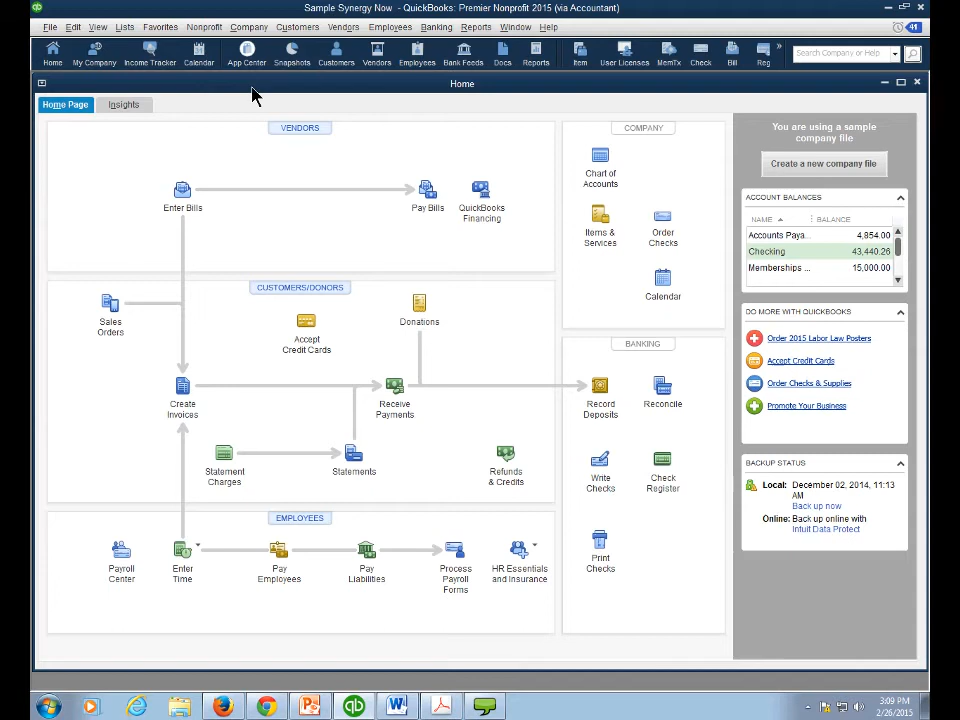 Sample Synergy Now - QuickBooks: Premier Nonprofit 2015 (via Accountant)
File Edit View Lists Favorites Nonprofit Company Customers Vendors Employees Banking Reports Window Help
41
Home My Company Income Tracker Calendar App Center Snapshots Customers Vendors Employees Bank Feeds Docs Reports Item User Licenses MemTx Check Bill Reg
Search Company or Help
Home
Home Page Insights
VENDORS
Enter Bills
Pay Bills
QuickBooks
Financing
CUSTOMERS/DONORS
Sales
Orders
Accept
Credit Cards
Donations
Create
Invoices
Receive
Payments
Statement
Charges
Statements
Refunds
& Credits
EMPLOYEES
Payroll
Center
Enter
Time
Pay
Employees
Pay
Liabilities
Process
Payroll
Forms
HR Essentials
and Insurance
COMPANY
Chart of
Accounts
Items &
Services
Order
Checks
Calendar
BANKING
Record
Deposits
Reconcile
Write
Checks
Check
Register
Print
Checks
You are using a sample
company file
Create a new company file
ACCOUNT BALANCES
NAME BALANCE
Accounts Paya... 4,854.00
Checking 43,440.26
Memberships ... 15,000.00
DO MORE WITH QUICKBOOKS
Order 2015 Labor Law Posters
Accept Credit Cards
Order Checks & Supplies
Promote Your Business
BACKUP STATUS
Local: December 02, 2014, 11:13
AM
Back up now
Online: Back up online with
Intuit Data Protect
3:09 PM
2/26/2015